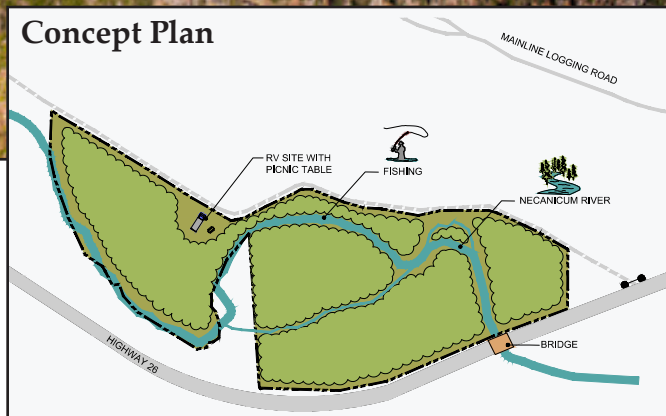 Concept Plan
MAINLINE LOGGING ROAD
RV SITE WITH
PICNIC TABLE
FISHING
NECANICUM RIVER
HIGHWAY 26
BRIDGE